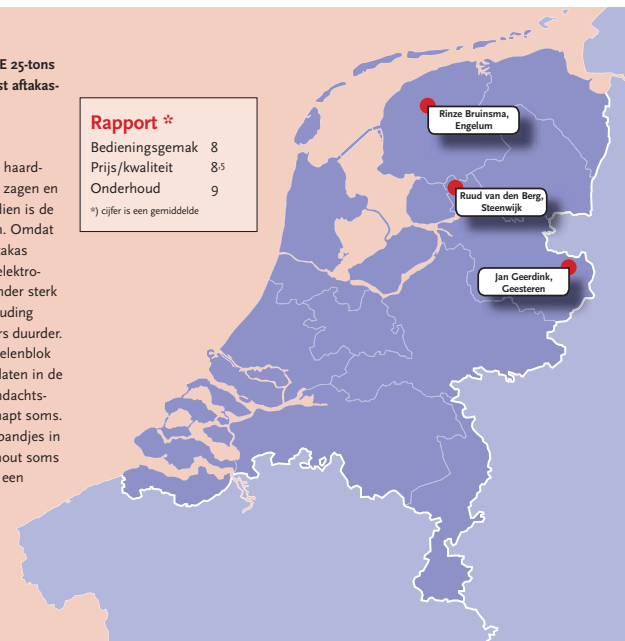 E 25-tons
st aftakas-
haard-
zagen en
dien is de
n. Omdat
takas
elektro-
nder sterk
uding
rs duurder.
elenblok
laten in de
ndachts-
hapt soms.
bandjes in
hout soms
een
Rapport *
Bedieningsgemak 8
Prijs/kwaliteit 8,5
Onderhoud 9
*) cijfer is een gemiddelde
Rinze Bruinsma,
Engelum
Ruud van den Berg,
Steenwijk
Jan Geerdink,
Geesteren